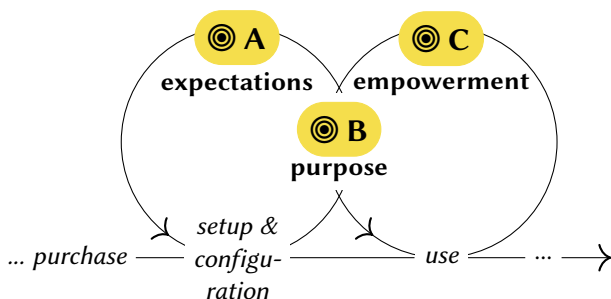 A
C
expectations
empowerment
B
purpose
... purchase
setup &
configu-
ration
use
...